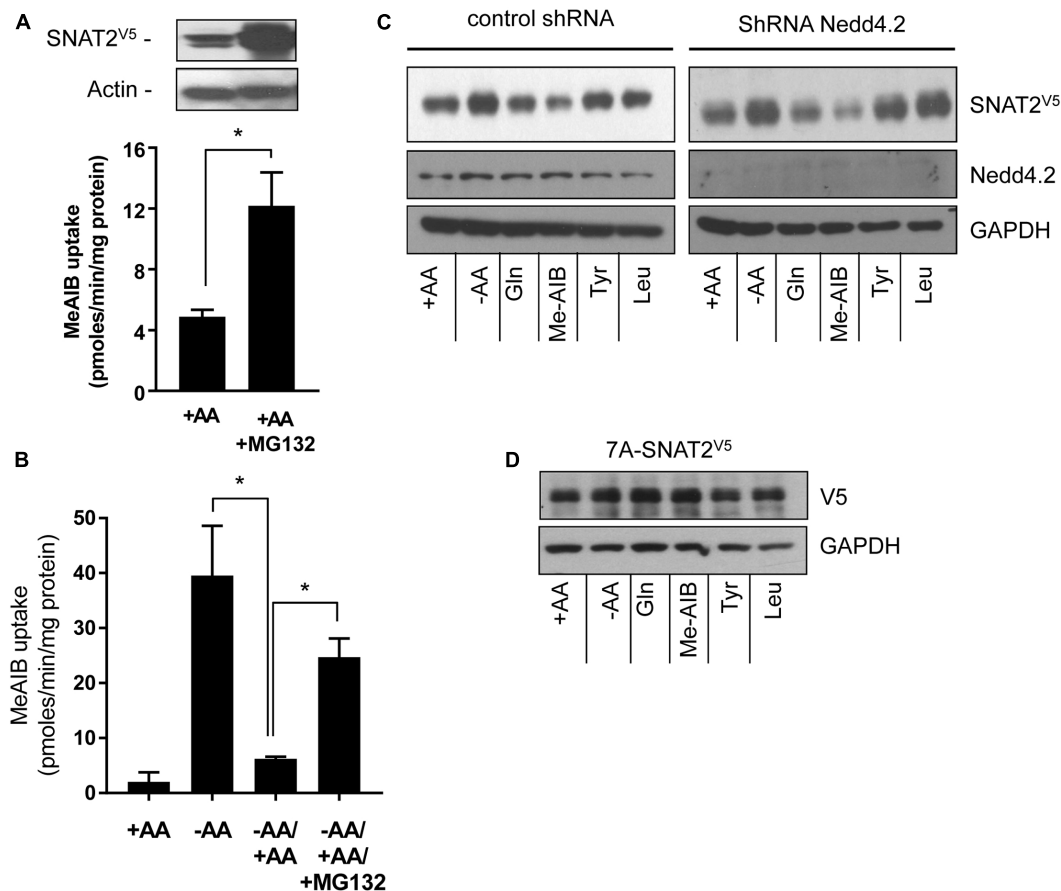 A
SNAT2V5 -
Actin -
*
16
12
8
4
0
MeAIB uptake
(pmoles/min/mg protein)
+AA
+AA
+MG132
B
*
*
50
40
30
20
10
0
MeAIB uptake
(pmoles/min/mg protein)
+AA
-AA
-AA/
+AA
-AA/
+AA/
+MG132
C
control shRNA
ShRNA Nedd4.2
SNAT2V5
Nedd4.2
GAPDH
+AA
-AA
Gln
Me-AIB
Tyr
Leu
+AA
-AA
Gln
Me-AIB
Tyr
Leu
D
7A-SNAT2V5
V5
GAPDH
+AA
-AA
Gln
Me-AIB
Tyr
Leu